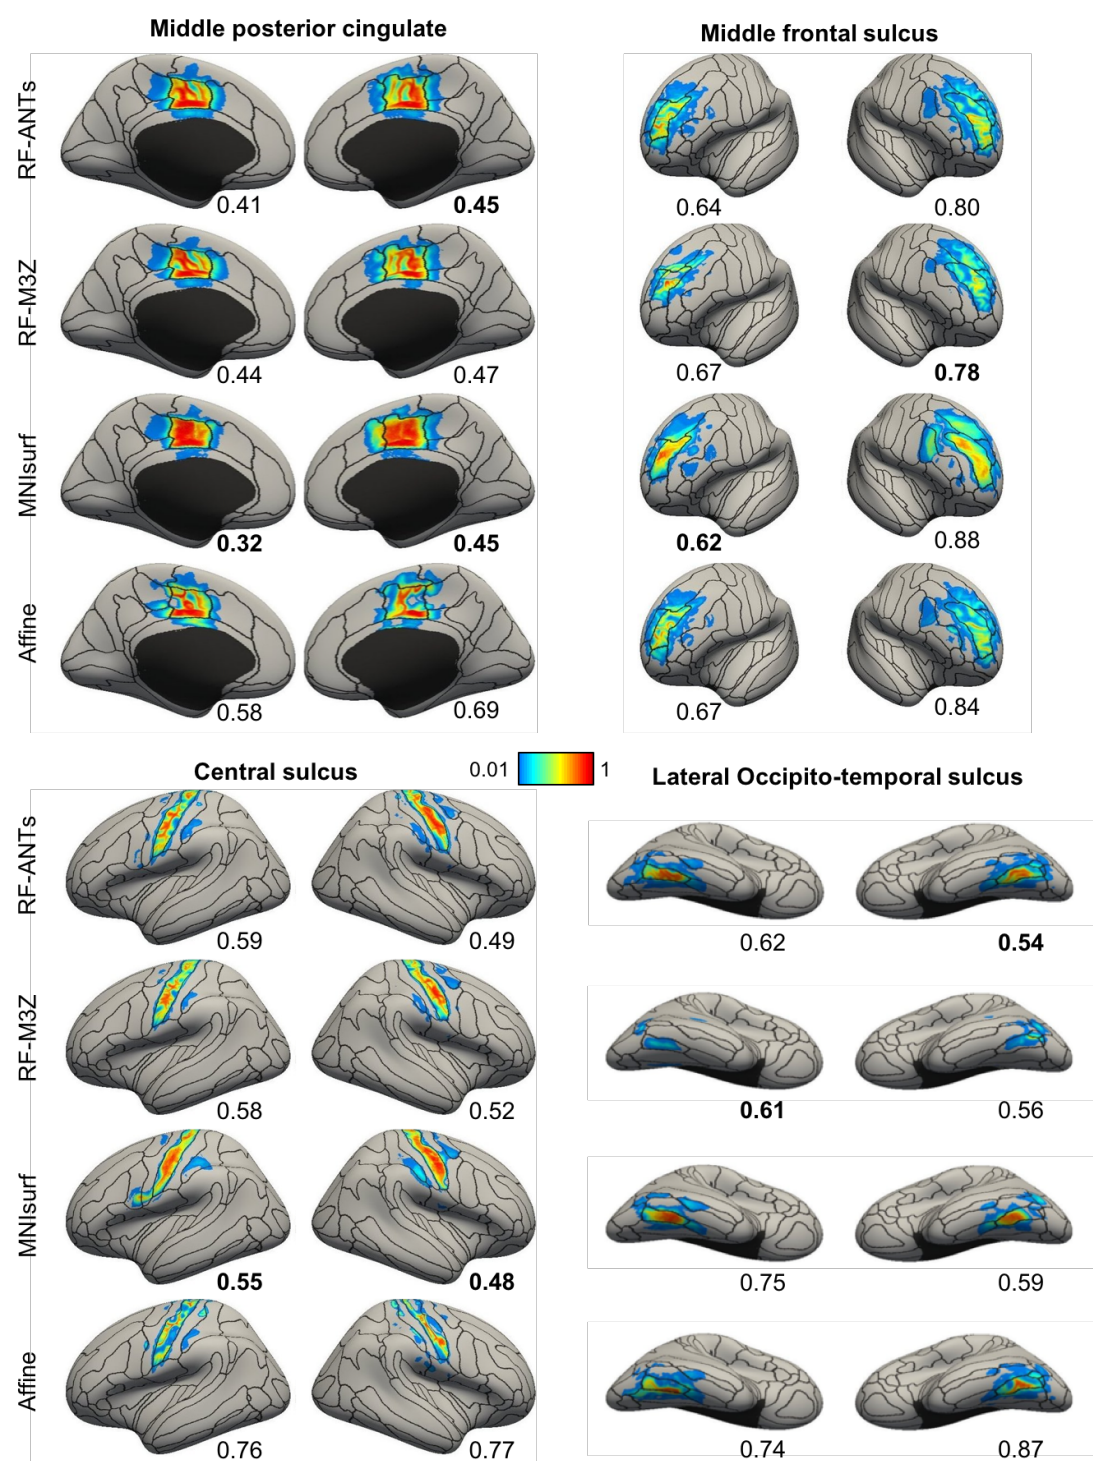 Middle posterior cingulate
Middle frontal sulcus
RF-ANTs
0.41
0.45
0.64
0.80
RF-M3Z
0.44
0.47
0.67
0.78
MNIsurf
0.32
0.45
0.62
0.88
Affine
0.58
0.69
0.67
0.84
Central sulcus
0.01
1
Lateral Occipito-temporal sulcus
RF-ANTs
0.59
0.49
0.62
0.54
RF-M3Z
0.58
0.52
0.61
0.56
MNIsurf
0.55
0.48
0.75
0.59
Affine
0.76
0.77
0.74
0.87